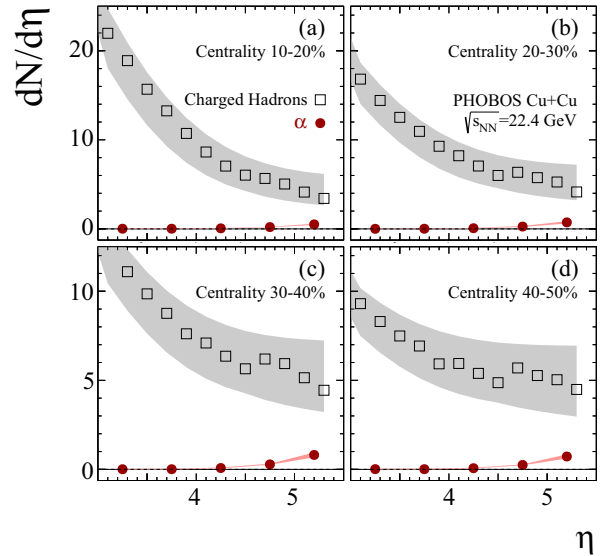 dN/dη
20
10
0
(a)
Centrality 10-20%
Charged Hadrons
α
(b)
Centrality 20-30%
PHOBOS Cu+Cu
√s_NN=22.4 GeV
10
5
0
(c)
Centrality 30-40%
(d)
Centrality 40-50%
4 5 4 5
η